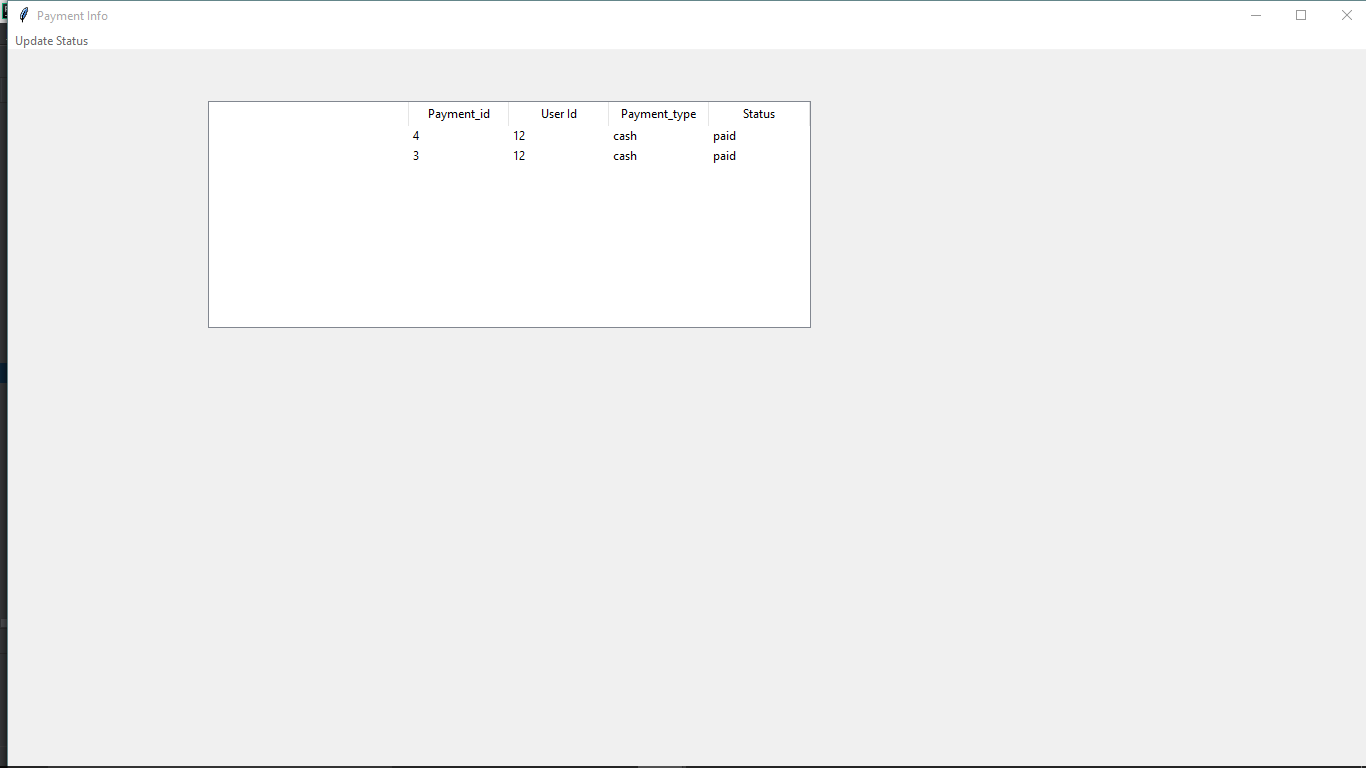 Payment Info
Update Status
Payment_id User Id Payment_type Status
4 12 cash paid
3 12 cash paid